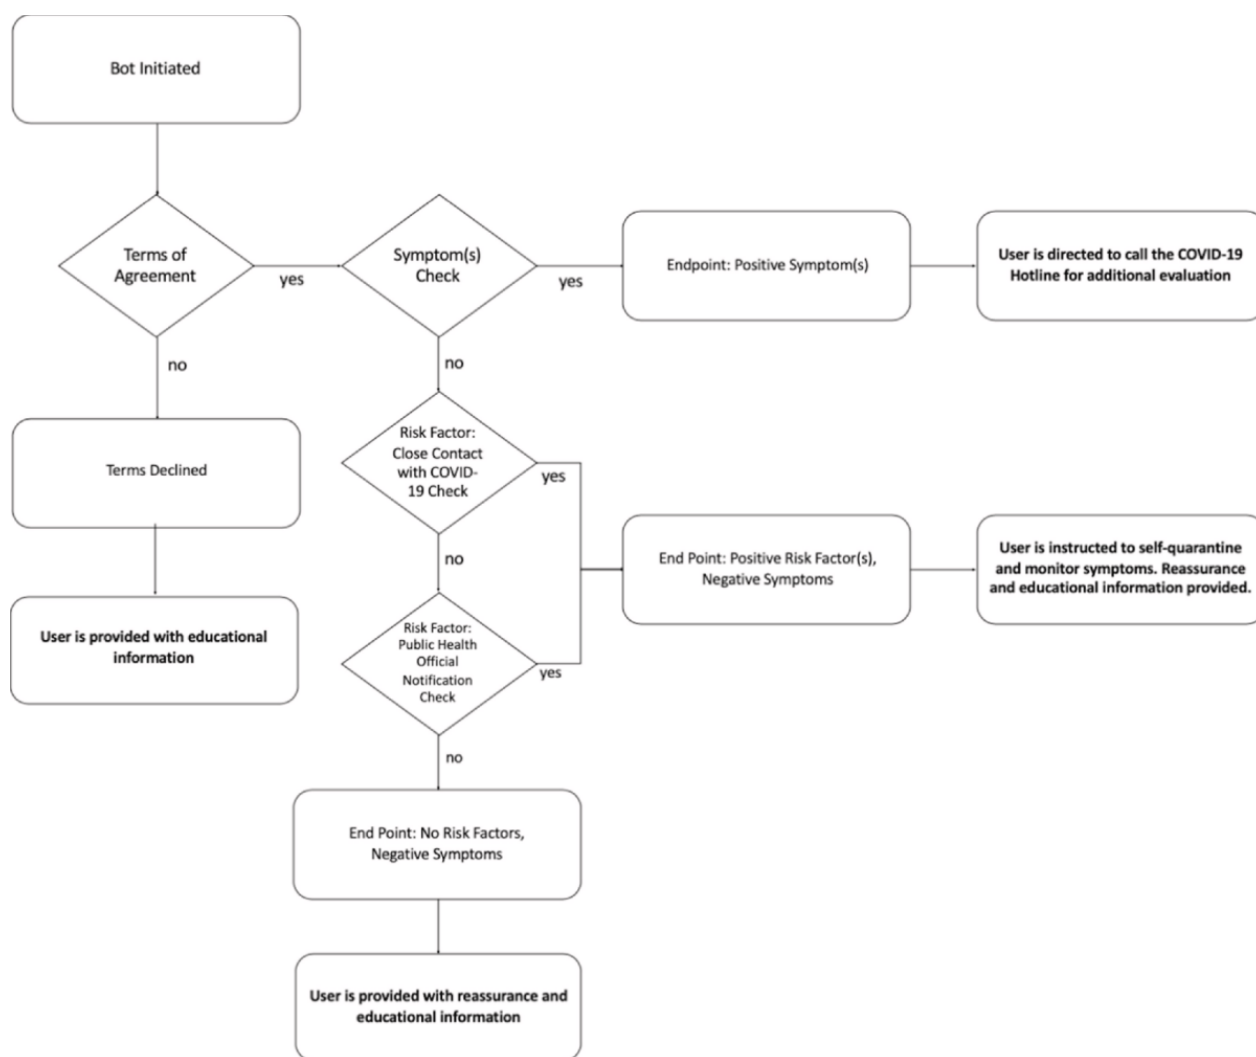 Bot Initiated
Terms of
Agreement
yes
Symptom(s)
Check
yes
Endpoint: Positive Symptom(s)
User is directed to call the COVID-19
Hotline for additional evaluation
no
no
Terms Declined
Risk Factor:
Close Contact
with COVID-
19 Check
yes
User is provided with educational
information
no
End Point: Positive Risk Factor(s),
Negative Symptoms
User is instructed to self-quarantine
and monitor symptoms. Reassurance
and educational information provided.
Risk Factor:
Public Health
Official
Notification
Check
yes
no
End Point: No Risk Factors,
Negative Symptoms
User is provided with reassurance and
educational information